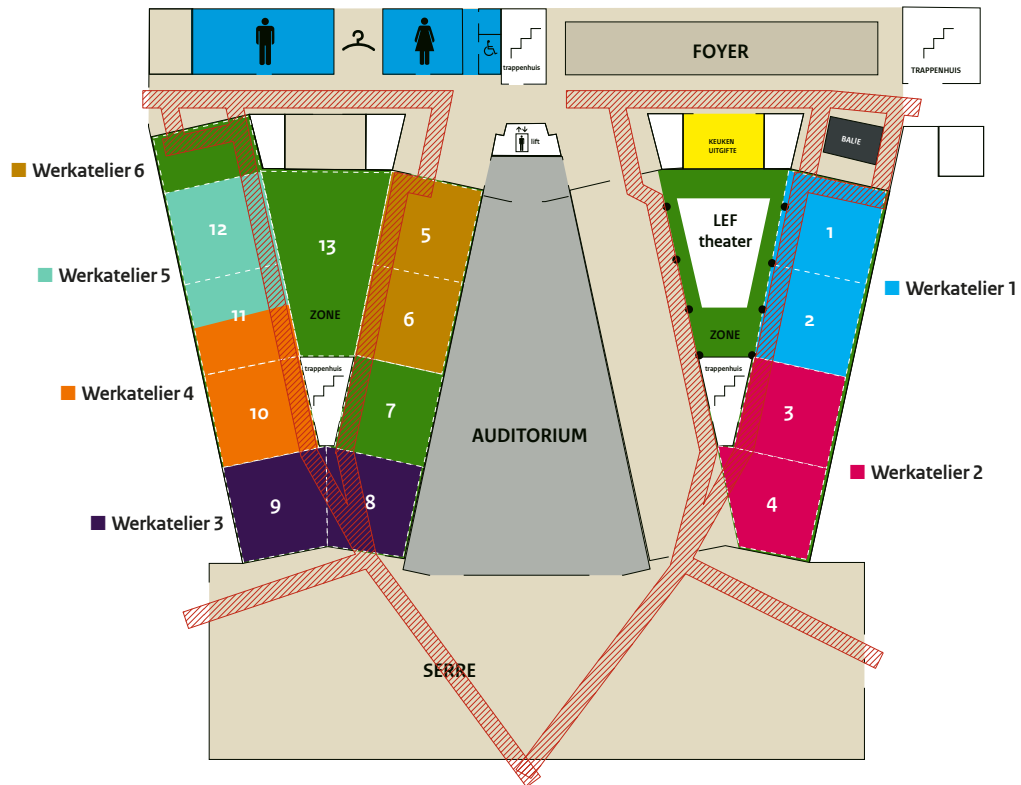 FOYER
trappenhuis
TRAPPENHUIS
lift
KEUKEN
UITGIFTE
BALIE
Werkatelier 6
12
13
5
LEF
theater
1
Werkatelier 5
11
ZONE
6
ZONE
2
Werkatelier 1
trappenhuis
trappenhuis
Werkatelier 4
10
7
AUDITORIUM
3
Werkatelier 2
Werkatelier 3
9
8
4
SERRE